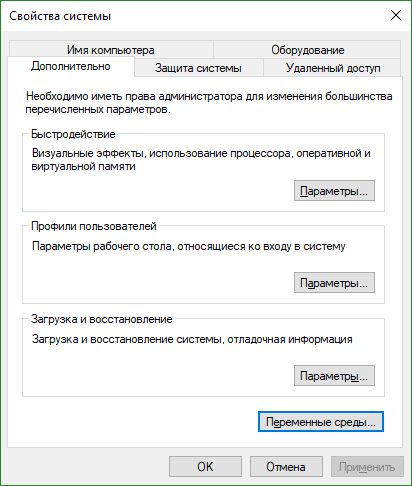 Свойства системы
Имя компьютера
Оборудование
Дополнительно
Защита системы
Удаленный доступ
Необходимо иметь права администратора для изменения большинства
перечисленных параметров.
Быстродействие
Визуальные эффекты, использование процессора, оперативной и
виртуальной памяти
Параметры...
Профили пользователей
Параметры рабочего стола, относящиеся ко входу в систему
Параметры...
Загрузка и восстановление
Загрузка и восстановление системы, отладочная информация
Параметры...
Переменные среды...
OK
Отмена
Применить